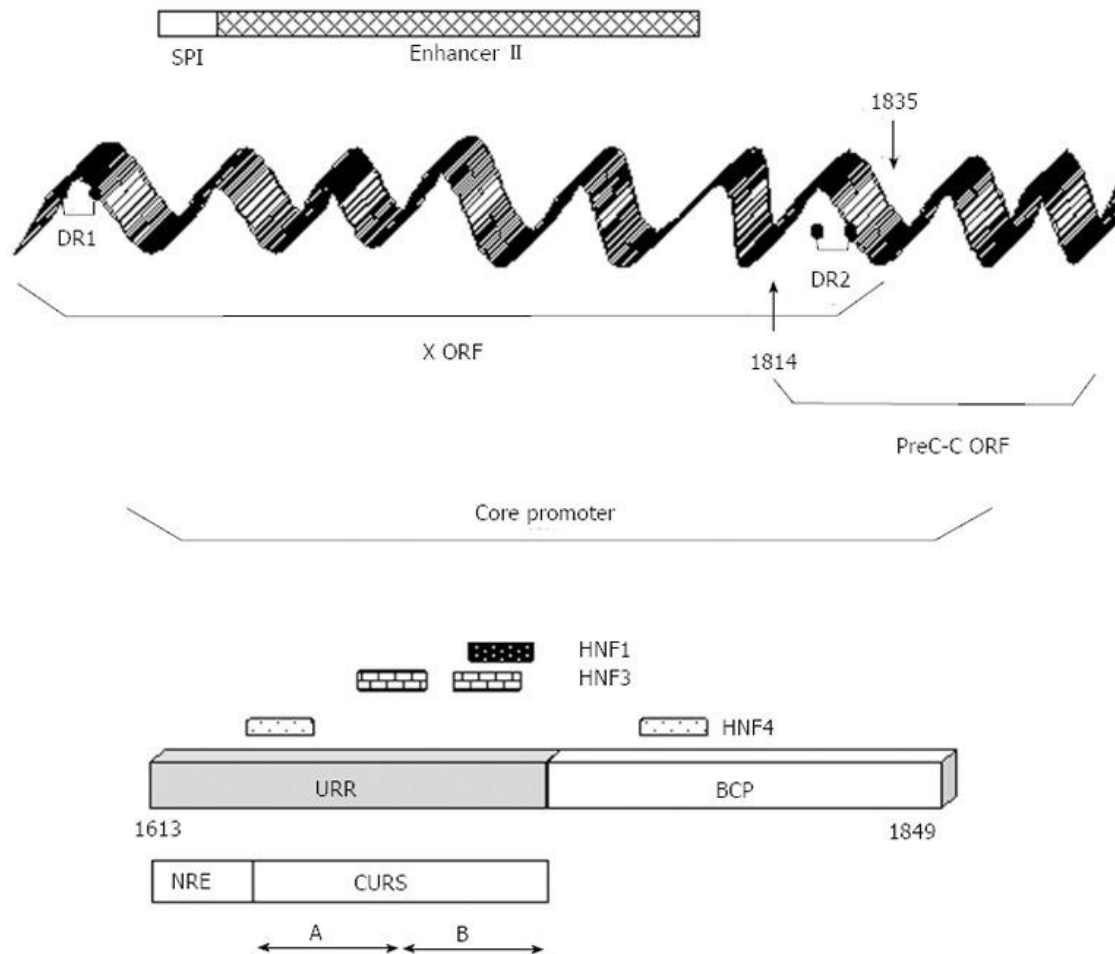 SPI
Enhancer Ⅱ
1835
DR1
DR2
X ORF
1814
PreC-C ORF
Core promoter
HNF1
HNF3
HNF4
URR
BCP
1613
1849
NRE
CURS
A
B